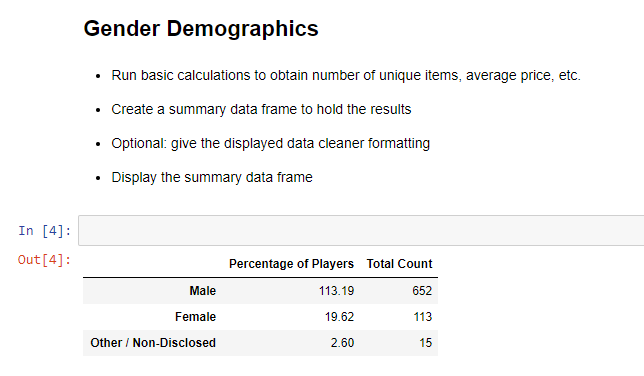 Gender Demographics
• Run basic calculations to obtain number of unique items, average price, etc.
• Create a summary data frame to hold the results
• Optional: give the displayed data cleaner formatting
• Display the summary data frame
In [4]:
Out[4]:
Percentage of Players Total Count
Male 113.19 652
Female 19.62 113
Other / Non-Disclosed 2.60 15